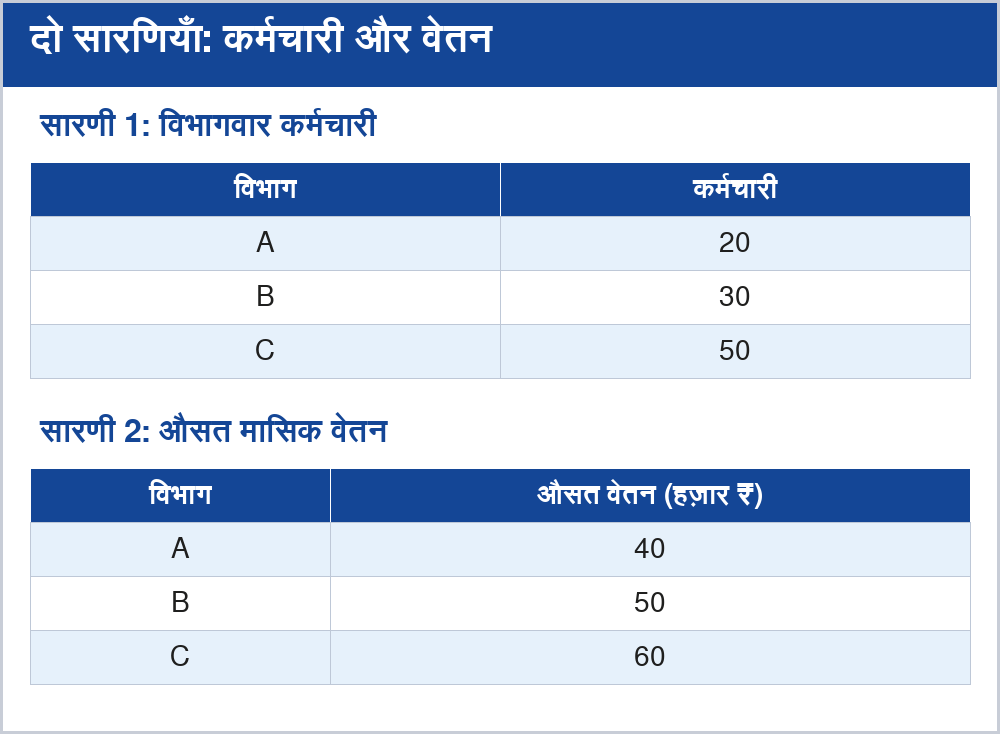 दो सारणियाँ: कर्मचारी और वेतन
सारणी 1: विभागवार कर्मचारी
विभाग कर्मचारी
A 20
B 30
C 50
सारणी 2: औसत मासिक वेतन
विभाग औसत वेतन (हज़ार ₹)
A 40
B 50
C 60